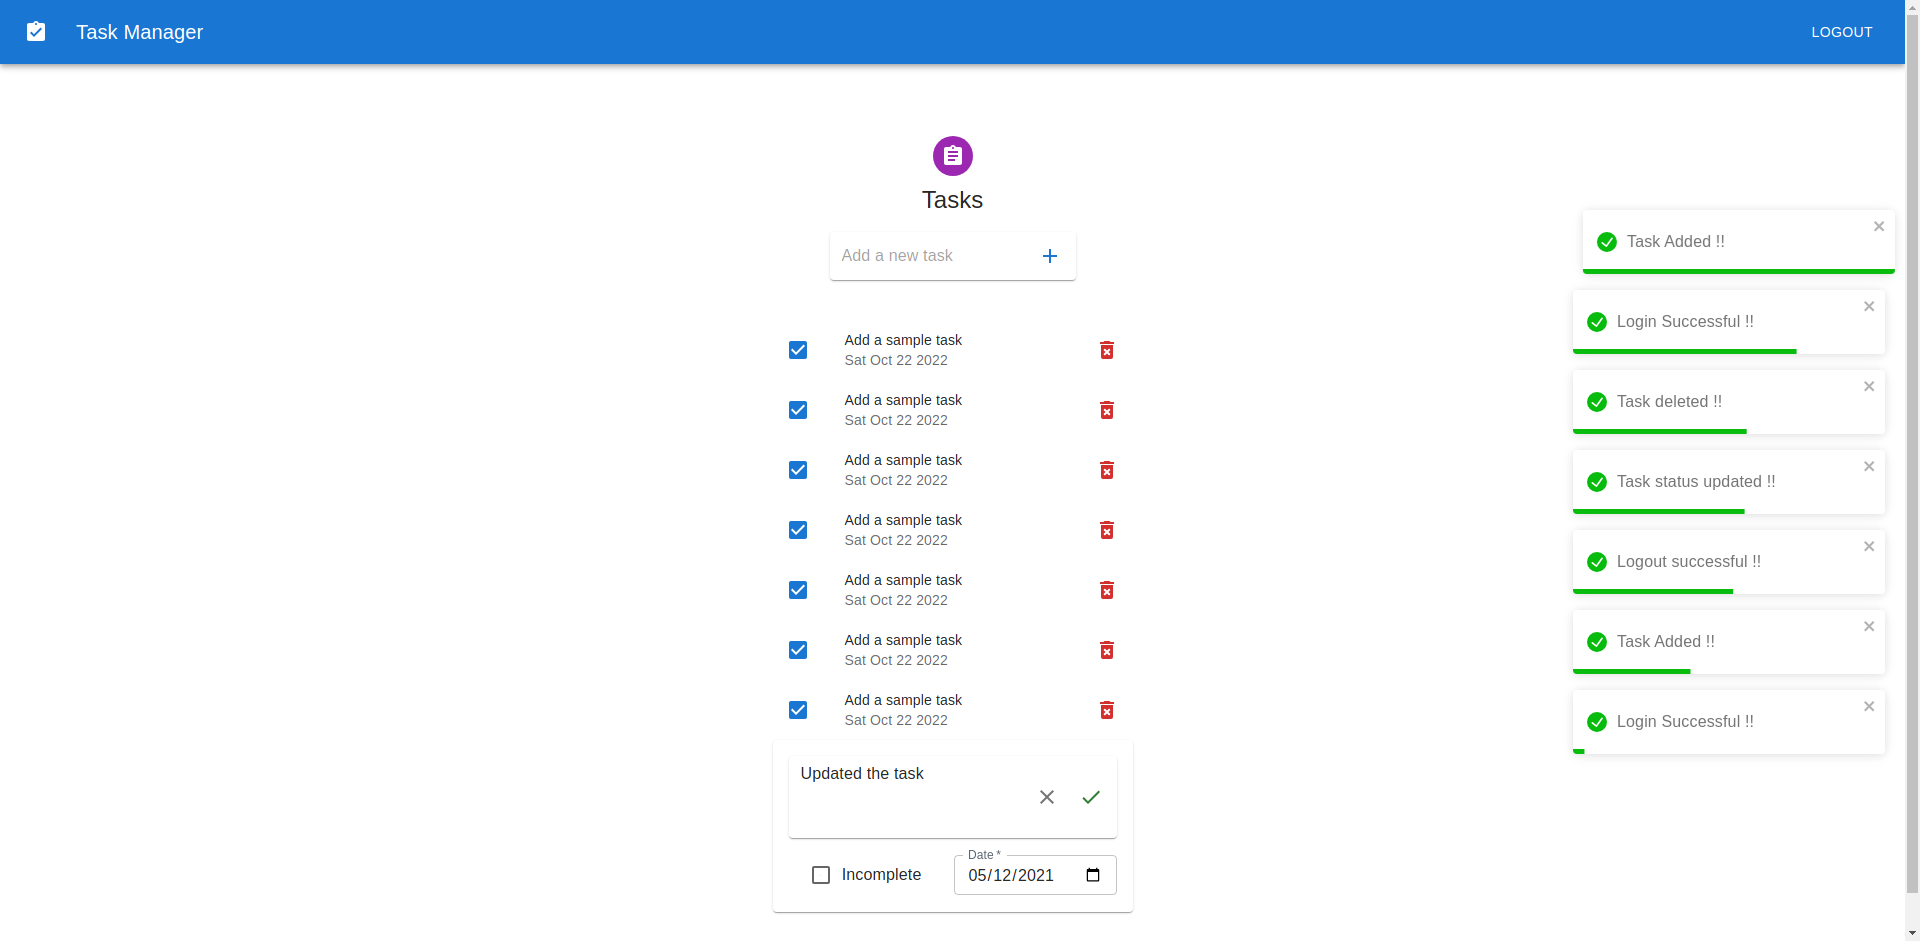 Task Manager
LOGOUT
Tasks
Add a new task
Add a sample task
Sat Oct 22 2022
Add a sample task
Sat Oct 22 2022
Add a sample task
Sat Oct 22 2022
Add a sample task
Sat Oct 22 2022
Add a sample task
Sat Oct 22 2022
Add a sample task
Sat Oct 22 2022
Add a sample task
Sat Oct 22 2022
Updated the task
Incomplete
Date *
05/12/2021
Task Added !!
Login Successful !!
Task deleted !!
Task status updated !!
Logout successful !!
Task Added !!
Login Successful !!